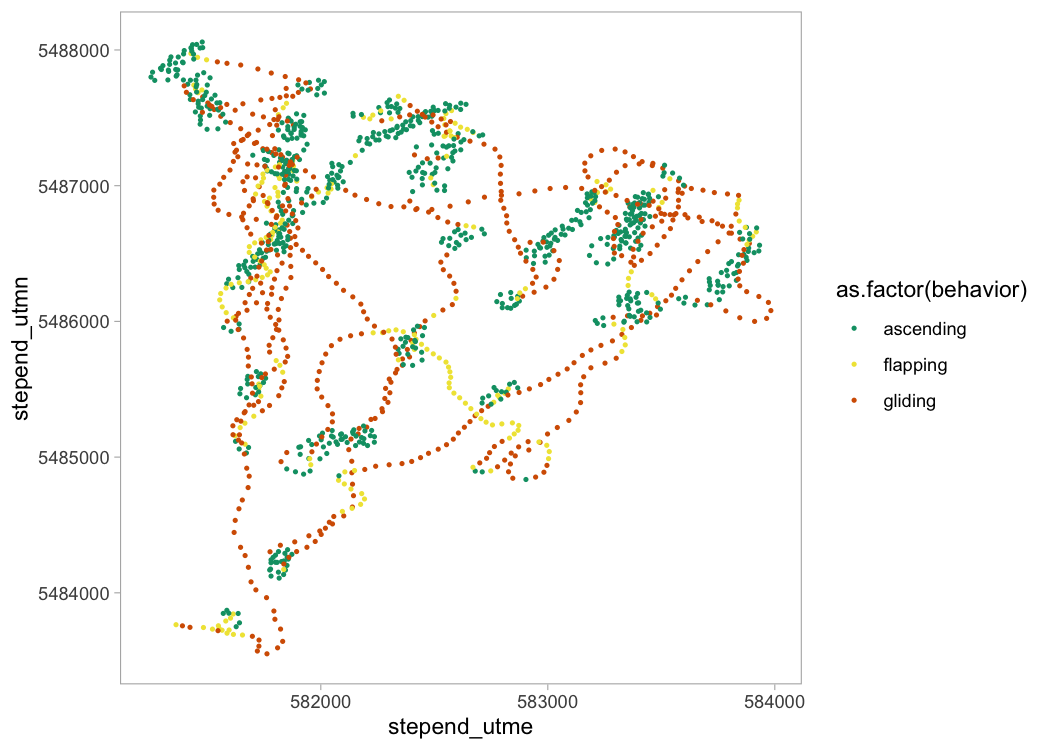 5488000
5487000
5486000
5485000
5484000
stepend_utmn
582000
583000
584000
stepend_utme
as.factor(behavior)
ascending
flapping
gliding